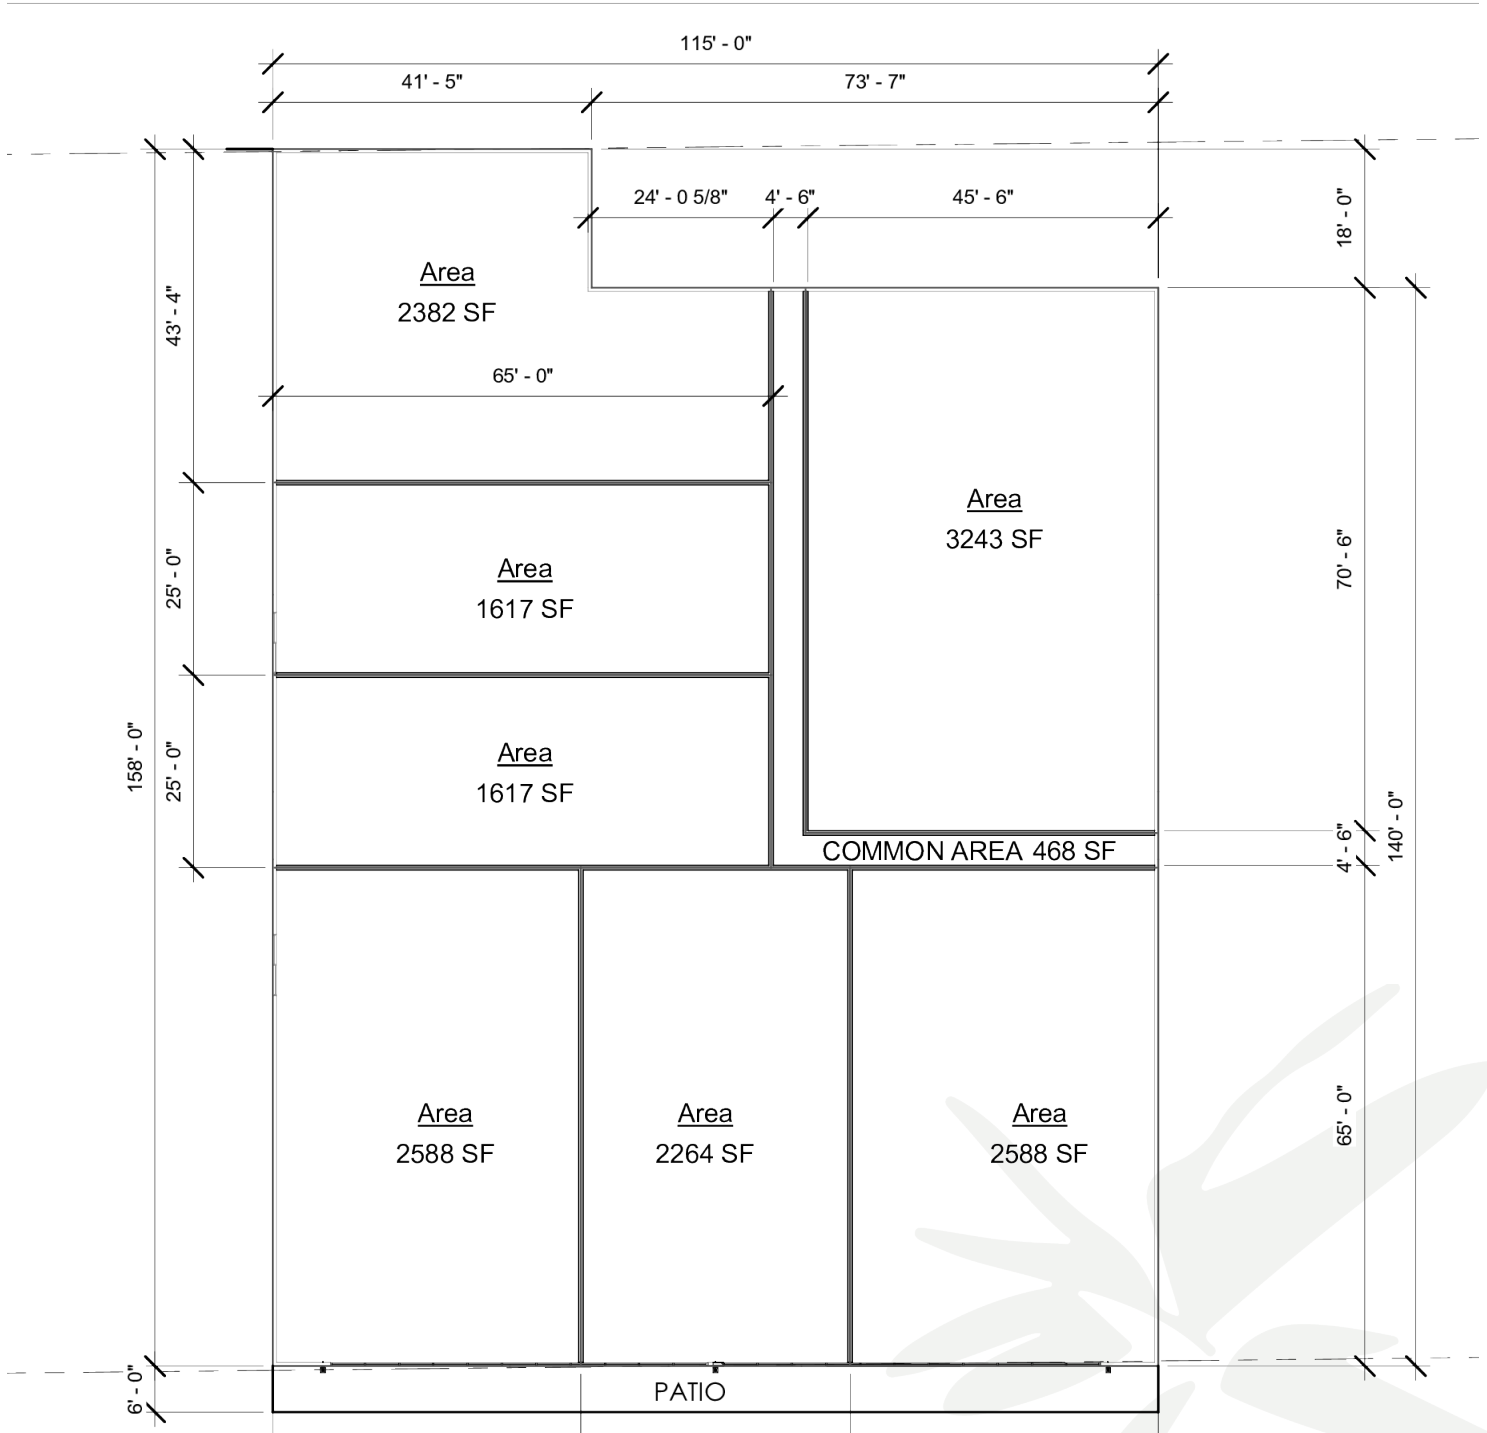 115' - 0"
41' - 5"
73' - 7"
24' - 0 5/8"
4' - 6"
45' - 6"
18' - 0"
Area
2382 SF
43' - 4"
65' - 0"
Area
3243 SF
70' - 6"
Area
1617 SF
25' - 0"
158' - 0"
25' - 0"
Area
1617 SF
140' - 0"
4' - 6"
COMMON AREA 468 SF
Area
2588 SF
Area
2264 SF
Area
2588 SF
65' - 0"
6' - 0"
PATIO